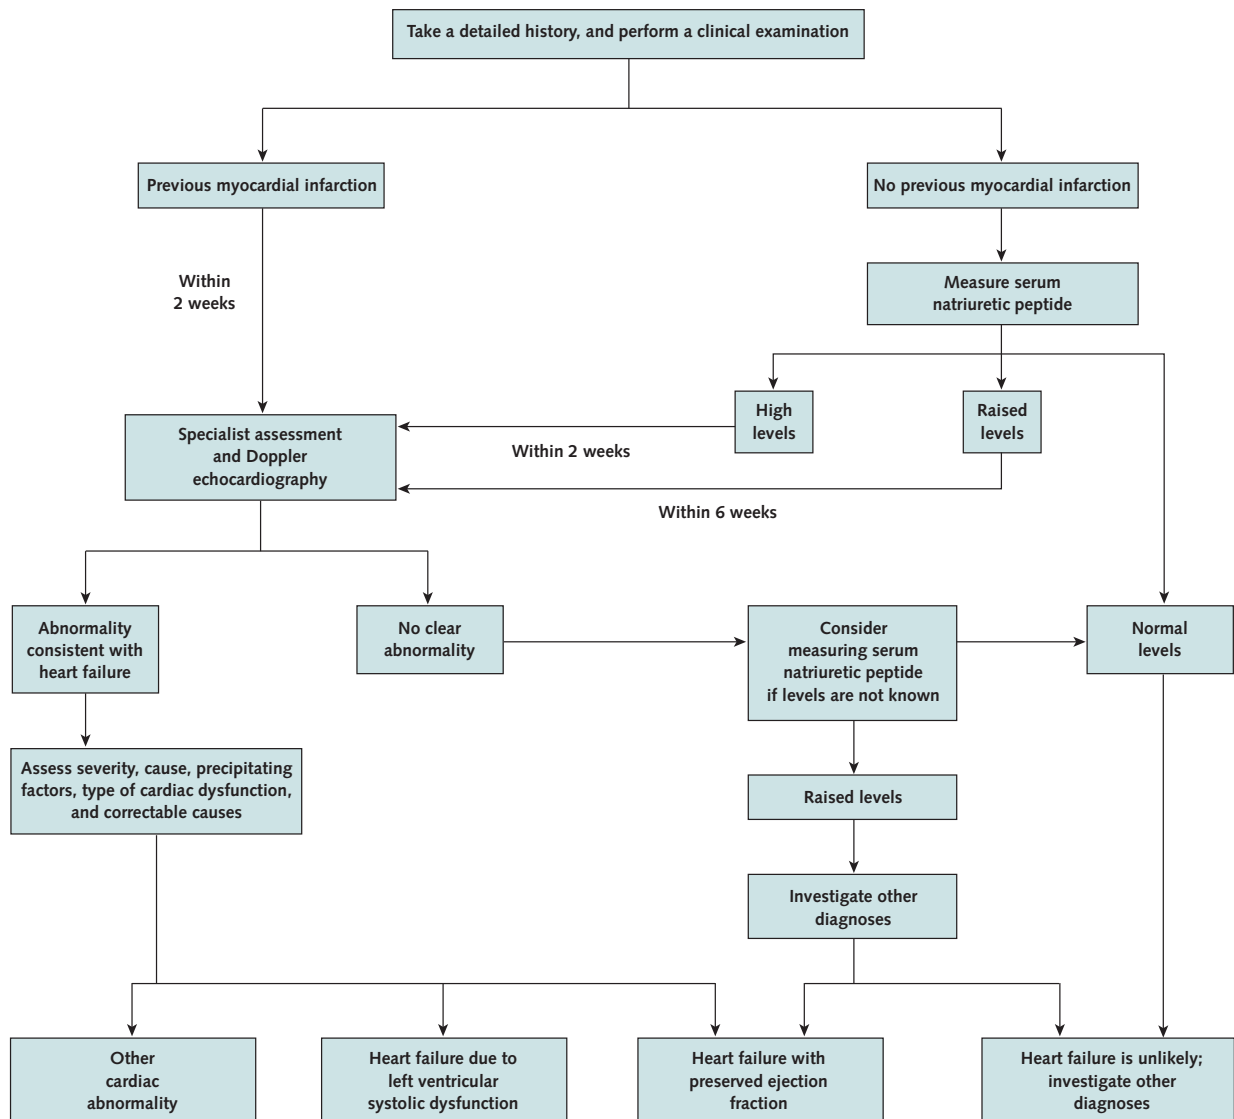 Take a detailed history, and perform a clinical examination
Previous myocardial infarction
No previous myocardial infarction
Within
2 weeks
Measure serum
natriuretic peptide
High
levels
Raised
levels
Specialist assessment
and Doppler
echocardiography
Within 2 weeks
Within 6 weeks
Abnormality
consistent with
heart failure
No clear
abnormality
Consider
measuring serum
natriuretic peptide
if levels are not known
Normal
levels
Assess severity, cause, precipitating
factors, type of cardiac dysfunction,
and correctable causes
Raised levels
Investigate other
diagnoses
Other
cardiac
abnormality
Heart failure due to
left ventricular
systolic dysfunction
Heart failure with
preserved ejection
fraction
Heart failure is unlikely;
investigate other
diagnoses